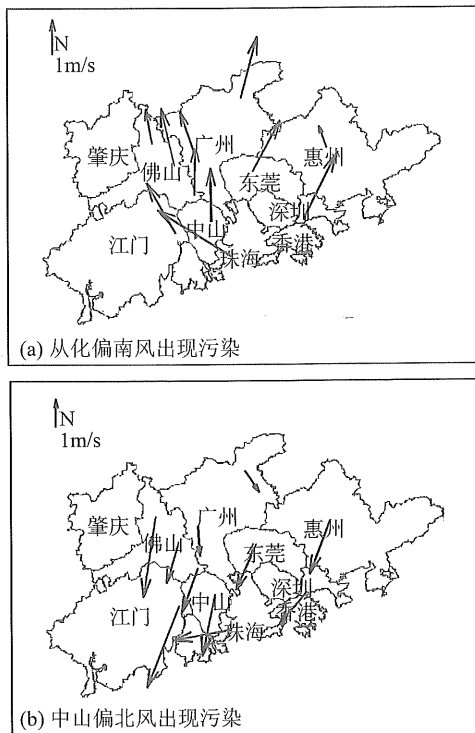 N
1m/s
肇庆
广州
惠州
佛山
东莞
深圳
中山
香港
江门
珠海
(a) 从化偏南风出现污染
N
1m/s
肇庆
广州
惠州
佛山
东莞
深圳
中山
香港
江门
珠海
(b) 中山偏北风出现污染